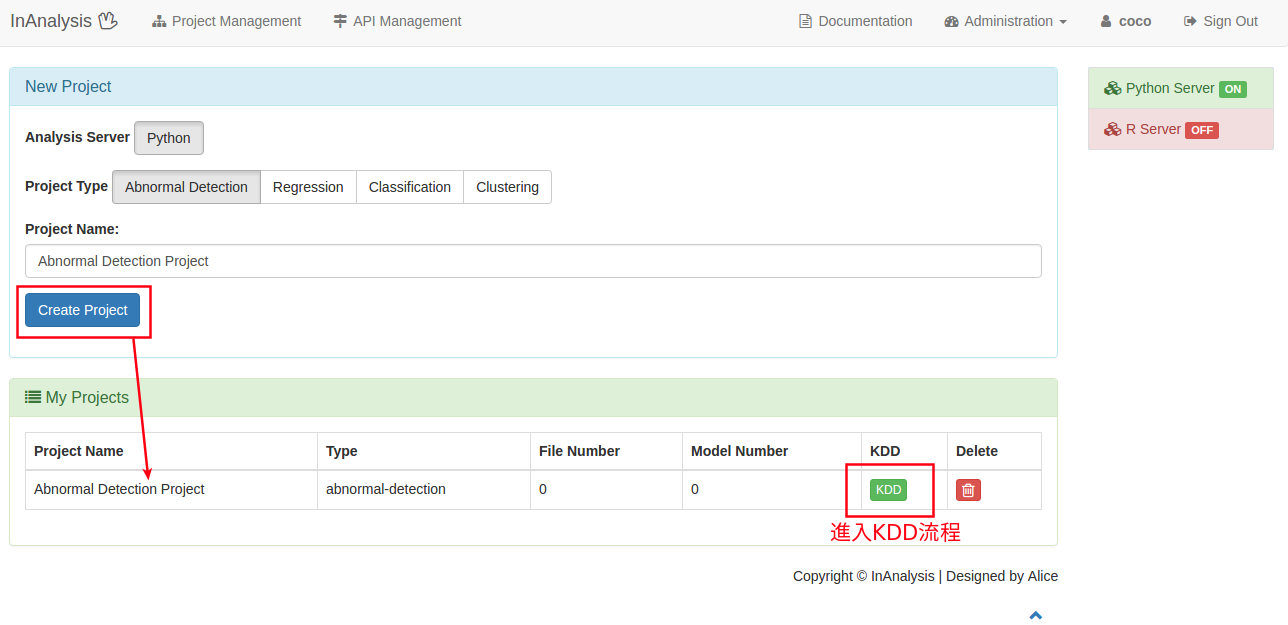 InAnalysis Project Management API Management Documentation Administration coco Sign Out
New Project
Python Server ON
R Server OFF
Analysis Server Python
Project Type Abnormal Detection Regression Classification Clustering
Project Name:
Abnormal Detection Project
Create Project
My Projects
Project Name Type File Number Model Number KDD Delete
Abnormal Detection Project abnormal-detection 0 0 KDD
進入KDD流程
Copyright © InAnalysis | Designed by Alice